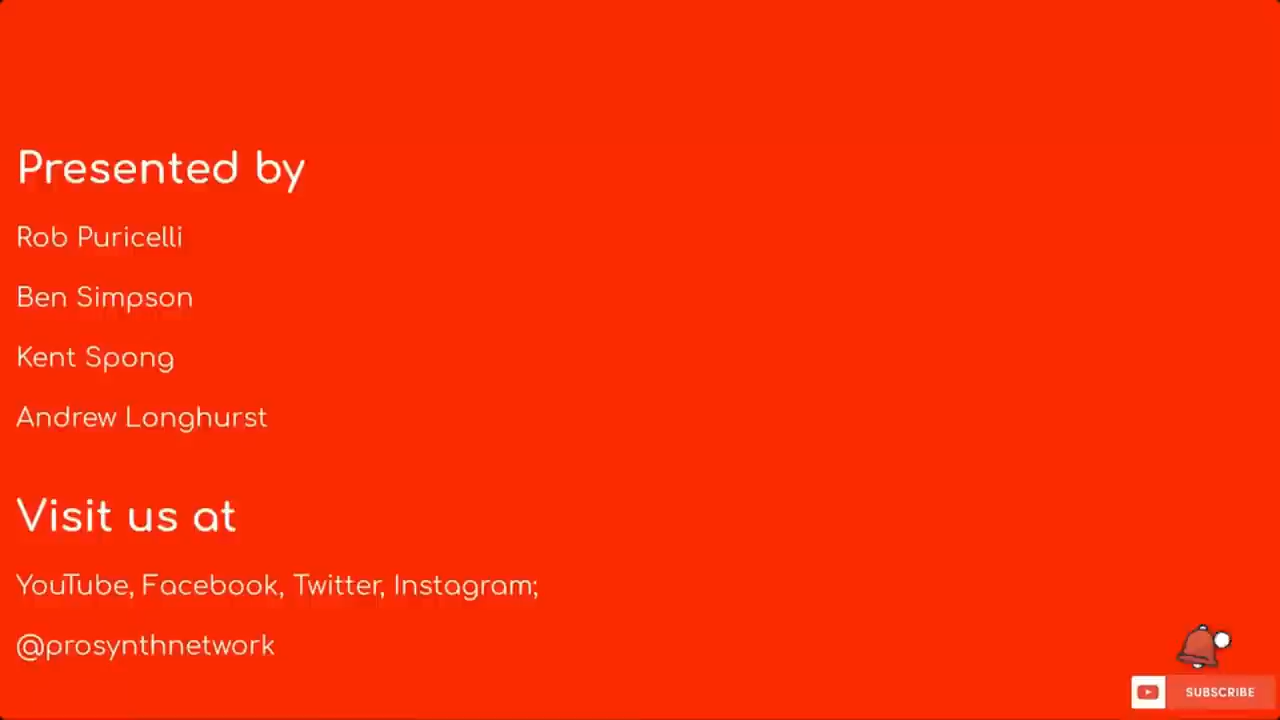 Presented by
Rob Puricelli
Ben Simpson
Kent Spong
Andrew Longhurst
Visit us at
YouTube, Facebook, Twitter, Instagram;
@prosynthnetwork
SUBSCRIBE